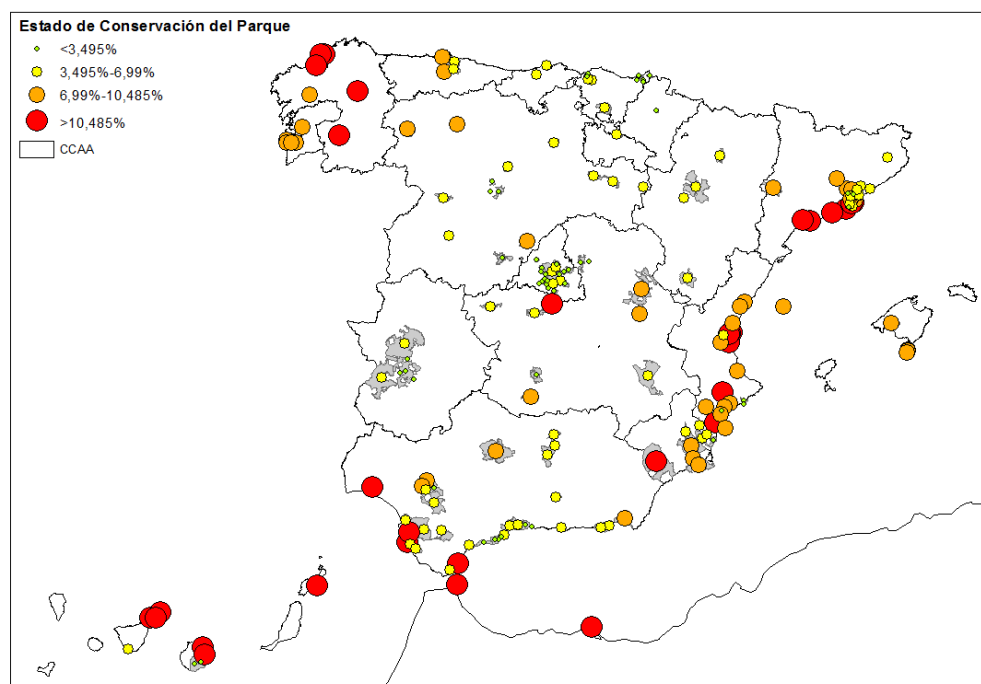 Estado de Conservación del Parque
<3,495%
3,495%-6,99%
6,99%-10,485%
>10,485%
CCAA